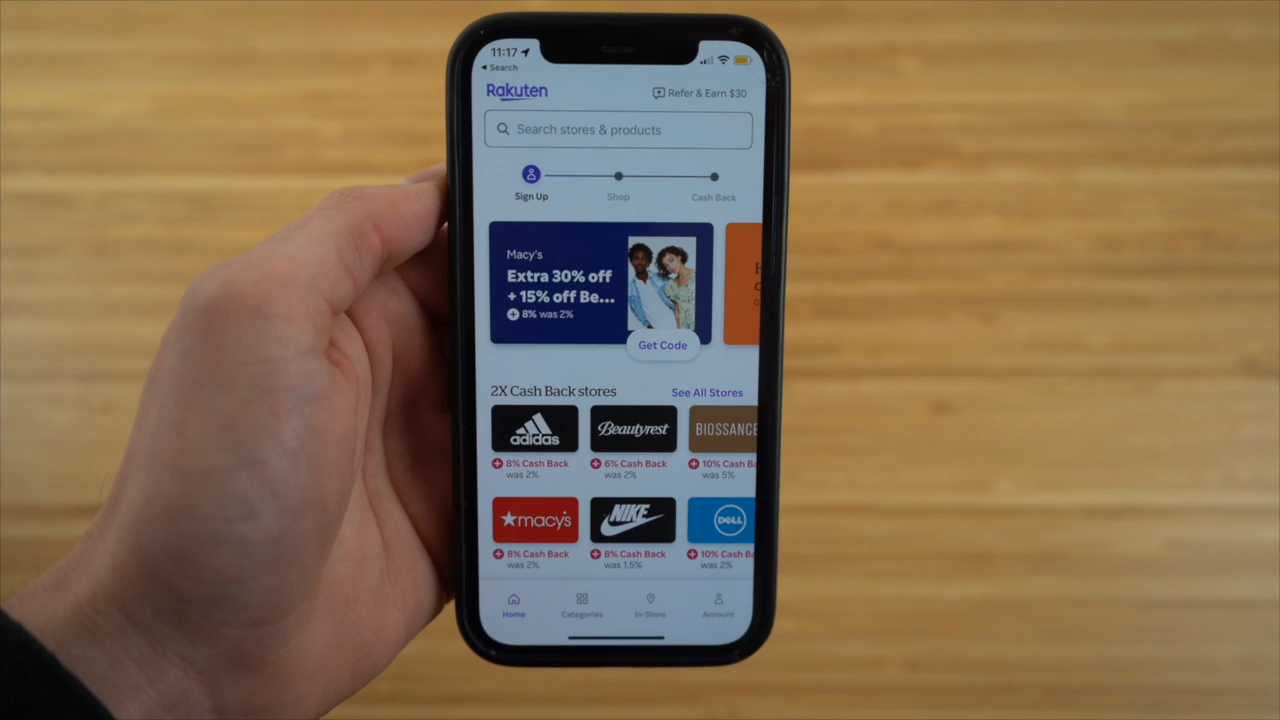 11:17
Search
Rakuten
Refer & Earn $30
Search stores & products
Sign Up
Shop
Cash Back
Macy's
Extra 30% off
+ 15% off Be...
8% was 2%
Get Code
2X Cash Back stores
See All Stores
adidas
Beautyrest
BIOSSANCE
8% Cash Back
6% Cash Back
10% Cash Ba
was 2%
was 2%
was 5%
macy's
NIKE
DELL
8% Cash Back
8% Cash Back
10% Cash Ba
was 2%
was 1.5%
was 2%
Home
Categories
In-Store
Account